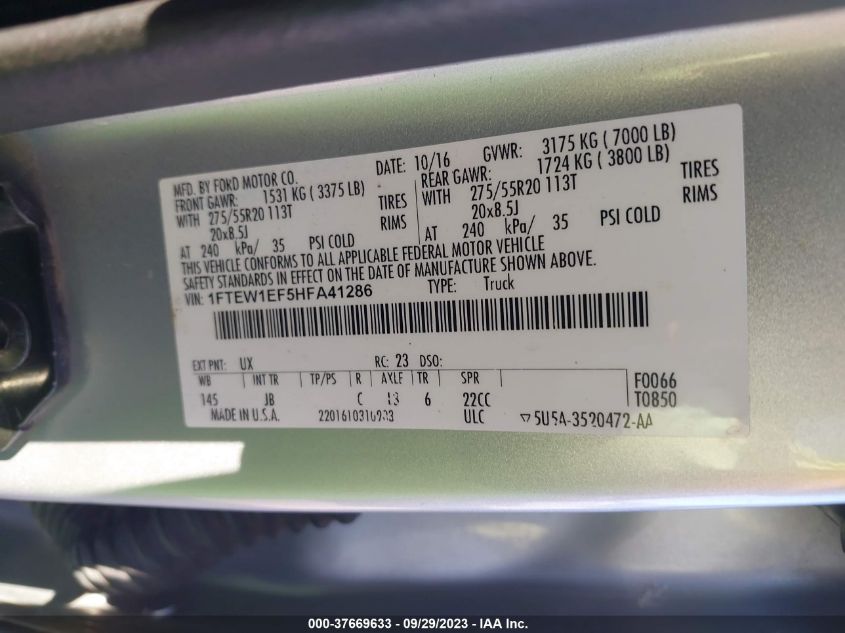 MFD. BY FORD MOTOR CO. DATE: 10/16 GVWR: 3175 KG ( 7000 LB)
FRONT GAWR: 1531 KG ( 3375 LB) REAR GAWR: 1724 KG ( 3800 LB)
WITH 275/55R20 113T TIRES WITH 275/55R20 113T TIRES
20x8.5J RIMS 20x8.5J RIMS
AT 240 kPa/ 35 PSI COLD AT 240 kPa/ 35 PSI COLD
THIS VEHICLE CONFORMS TO ALL APPLICABLE FEDERAL MOTOR VEHICLE
SAFETY STANDARDS IN EFFECT ON THE DATE OF MANUFACTURE SHOWN ABOVE.
VIN: 1FTEW1EF5HFA41286 TYPE: Truck
EXT PNT: UX RC: 23 DSO:
WB INT TR TP/PS R AXLE TR SPR F0066
145 JB C 6 22CC T0850
MADE IN U.S.A. ULC
000-37669633 - 09/29/2023 - IAA Inc.